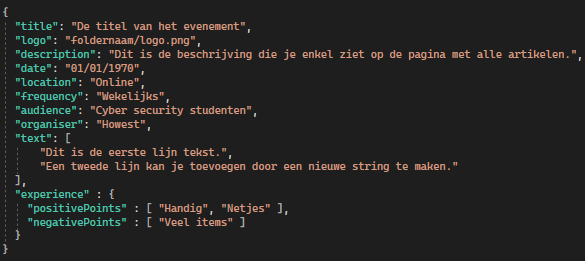 {
"title": "De titel van het evenement",
"logo": "foldernaam/logo.png",
"description": "Dit is de beschrijving die je enkel ziet op de pagina met alle artikelen.",
"date": "01/01/1970",
"location": "Online",
"frequency": "Wekelijks",
"audience": "Cyber security studenten",
"organiser": "Howest",
"text": [
"Dit is de eerste lijn tekst.",
"Een tweede lijn kan je toevoegen door een nieuwe string te maken."
],
"experience" : {
"positivePoints" : [ "Handig", "Netjes" ],
"negativePoints" : [ "Veel items" ]
}
}